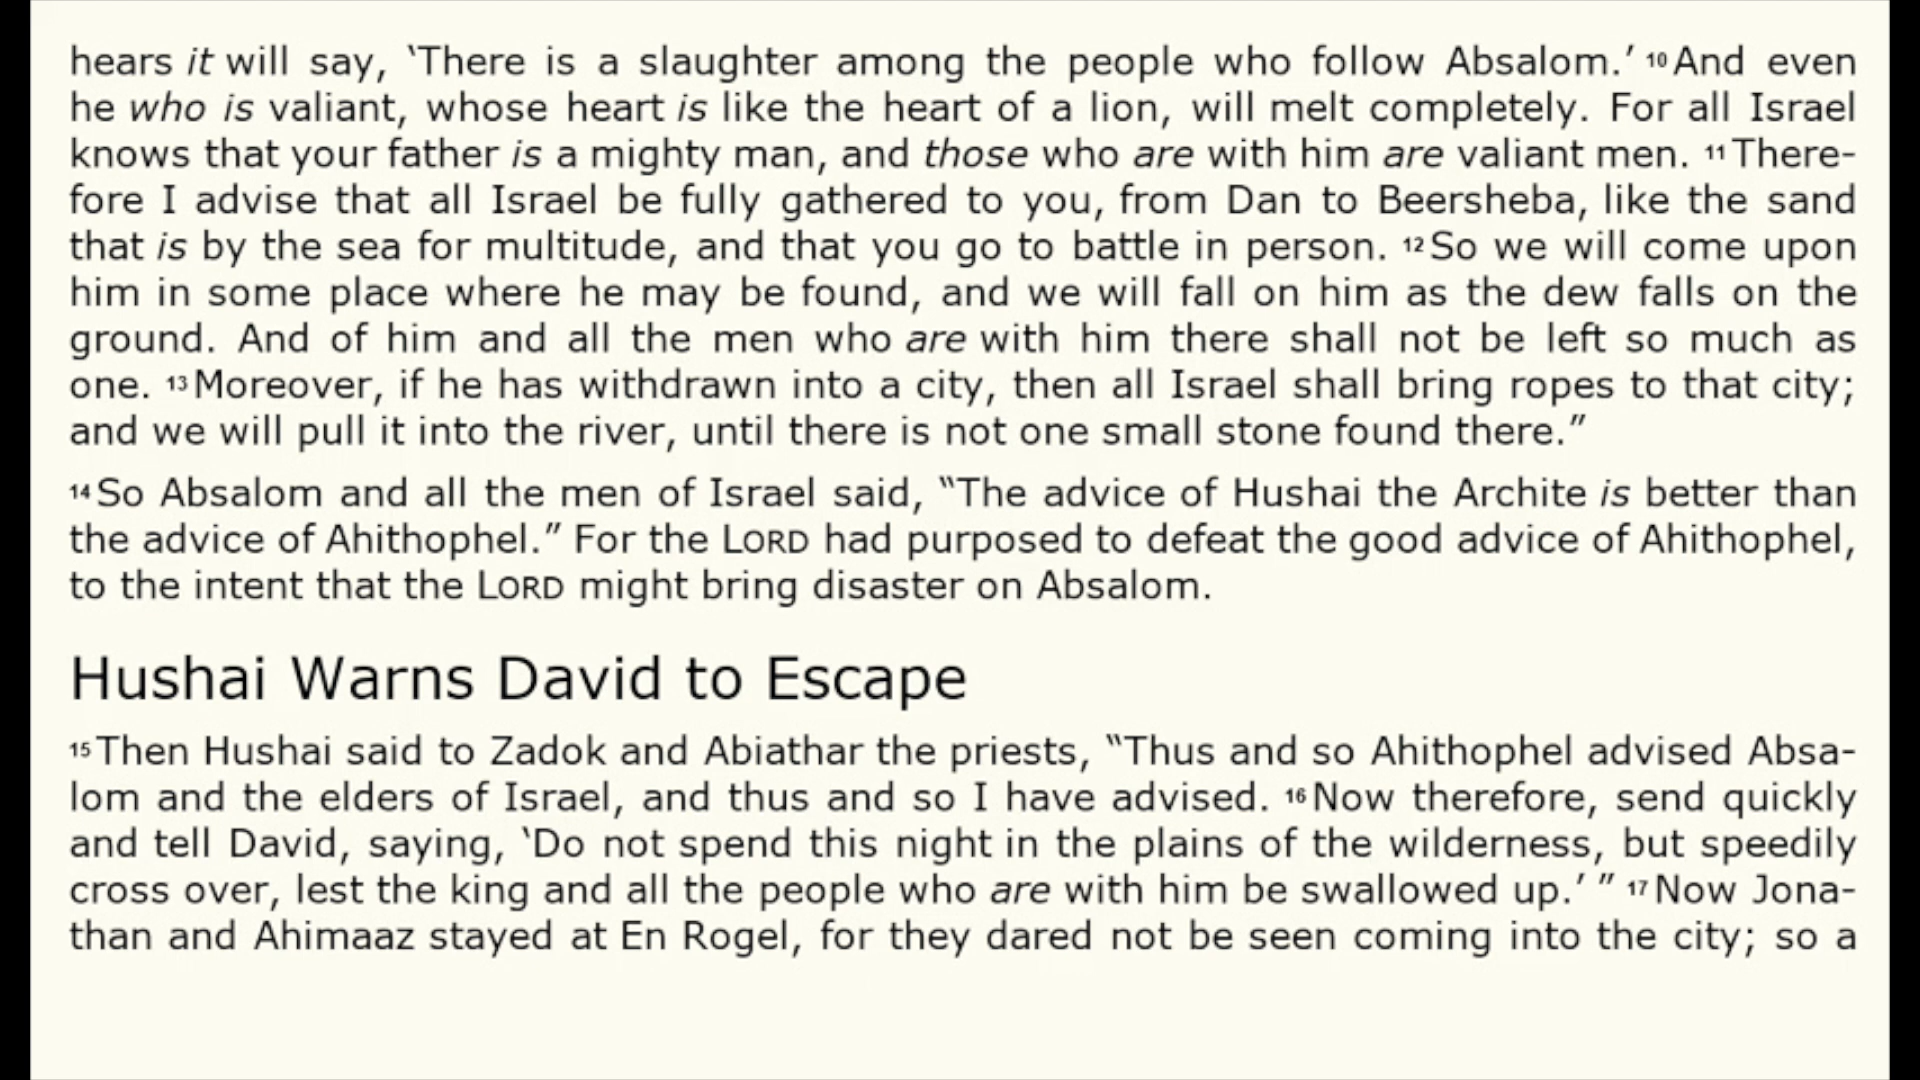 hears it will say, ‘There is a slaughter among the people who follow Absalom.’ 10 And even
he who is valiant, whose heart is like the heart of a lion, will melt completely. For all Israel
knows that your father is a mighty man, and those who are with him are valiant men. 11 There-
fore I advise that all Israel be fully gathered to you, from Dan to Beersheba, like the sand
that is by the sea for multitude, and that you go to battle in person. 12 So we will come upon
him in some place where he may be found, and we will fall on him as the dew falls on the
ground. And of him and all the men who are with him there shall not be left so much as
one. 13 Moreover, if he has withdrawn into a city, then all Israel shall bring ropes to that city;
and we will pull it into the river, until there is not one small stone found there.”
14 So Absalom and all the men of Israel said, “The advice of Hushai the Archite is better than
the advice of Ahithophel.” For the LORD had purposed to defeat the good advice of Ahithophel,
to the intent that the LORD might bring disaster on Absalom.
Hushai Warns David to Escape
15 Then Hushai said to Zadok and Abiathar the priests, “Thus and so Ahithophel advised Absa-
lom and the elders of Israel, and thus and so I have advised. 16 Now therefore, send quickly
and tell David, saying, ‘Do not spend this night in the plains of the wilderness, but speedily
cross over, lest the king and all the people who are with him be swallowed up.’ ” 17 Now Jona-
than and Ahimaaz stayed at En Rogel, for they dared not be seen coming into the city; so a